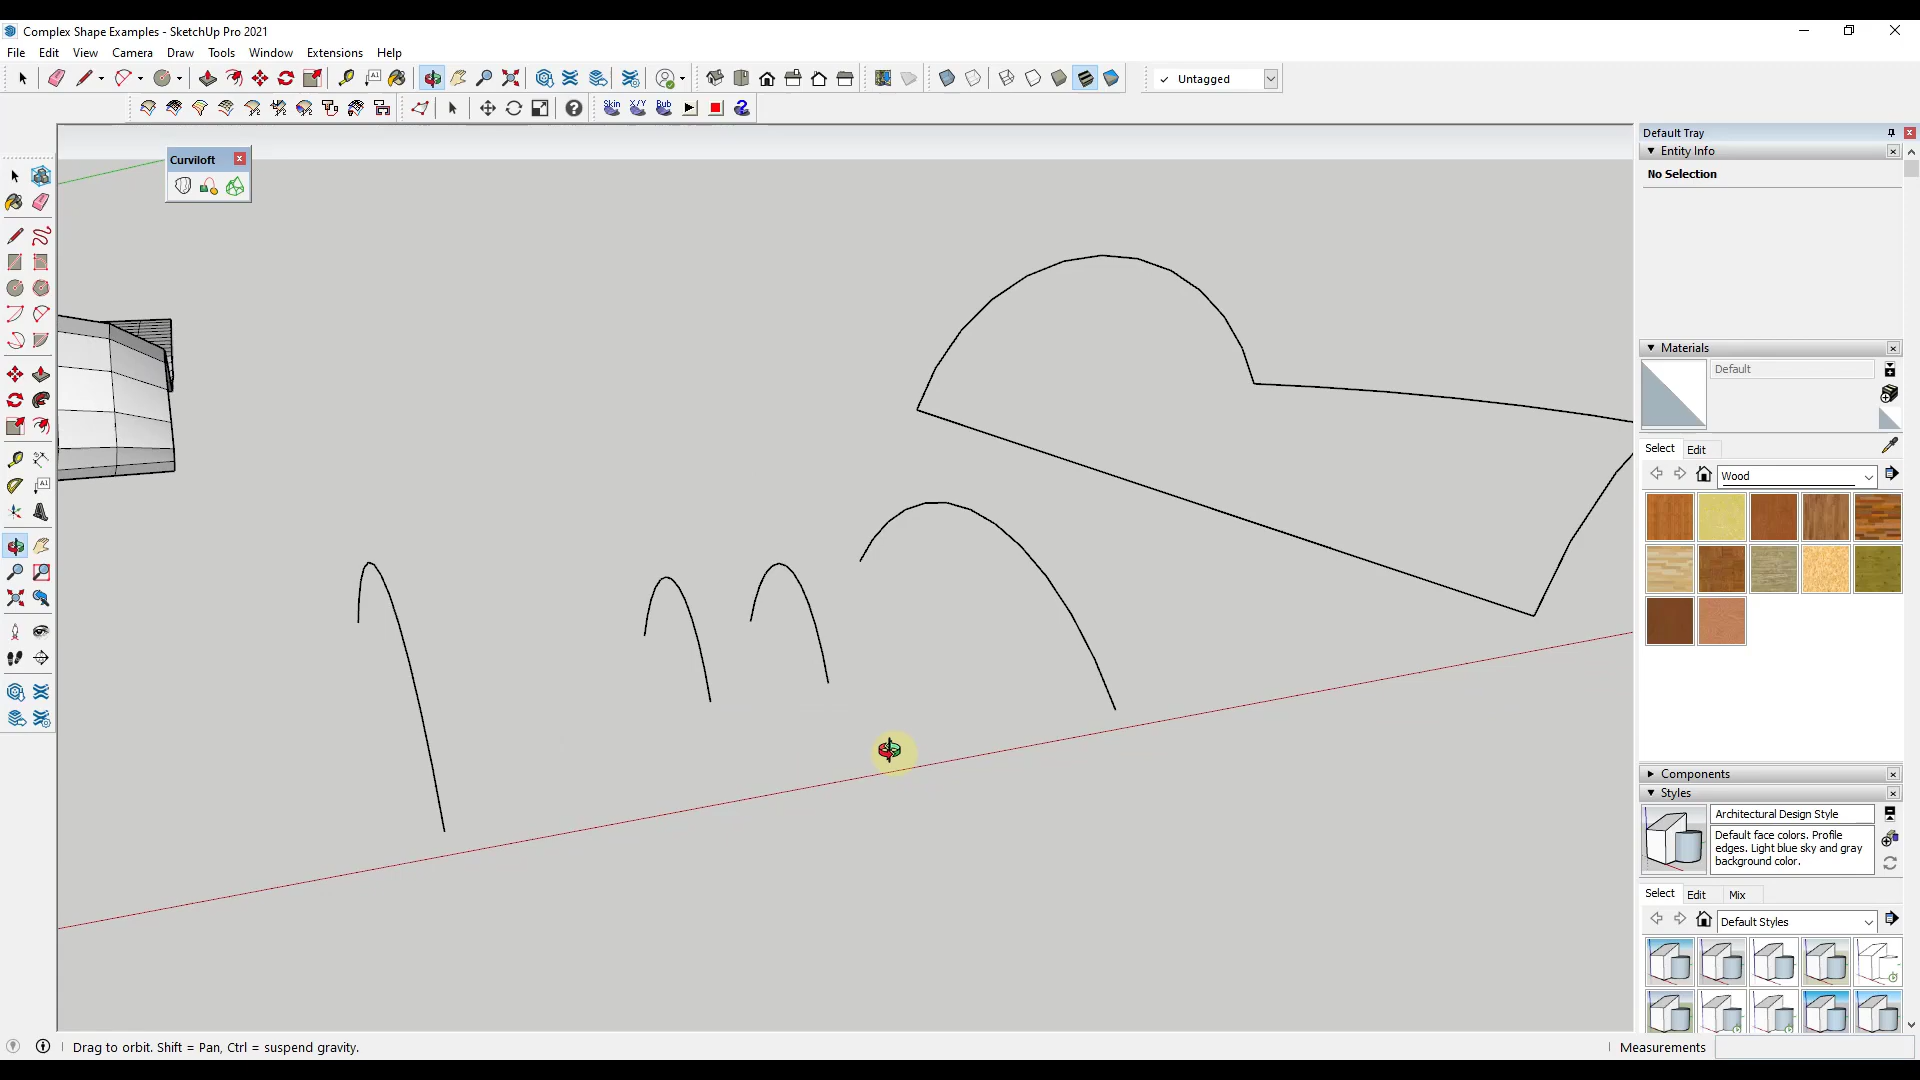 Complex Shape Examples - SketchUp Pro 2021
File Edit View Camera Draw Tools Window Extensions Help
Untagged
Skin X/Y Bub
Default Tray
Curviloft
Entity Info
No Selection
Materials
Default
Select Edit
Wood
Components
Styles
Architectural Design Style
Default face colors. Profile
edges. Light blue sky and gray
background color.
Select Edit Mix
Default Styles
Drag to orbit. Shift = Pan, Ctrl = suspend gravity.
Measurements